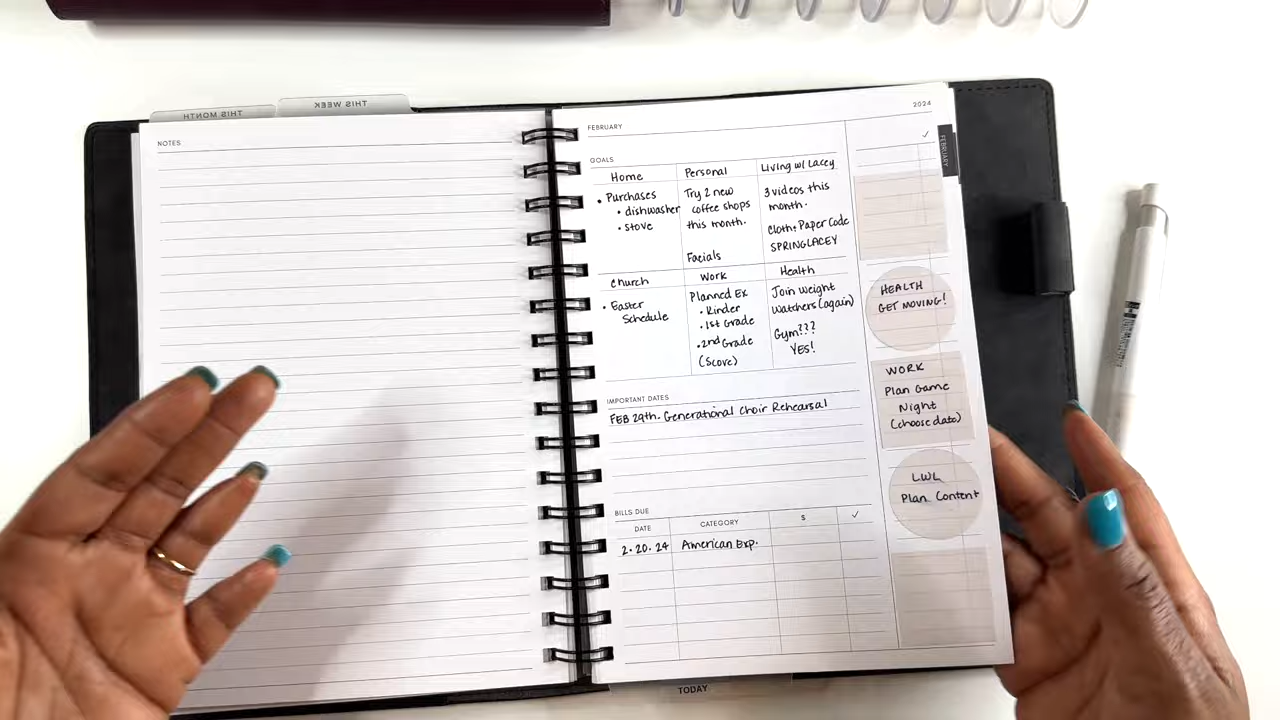 THIS MONTH
THIS WEEK
NOTES
FEBRUARY
2024
GOALS
✓
FEBRUARY
Home
• Purchases
• dishwasher
• stove
Personal
Try 2 new
coffee shops
this month.
Facials
Living w/ Lacey
3 videos this
month.
Cloth & Paper Code
SPRINGLACEY
church
• Easter
Schedule
Work
Planned Ex
• Kinder
• 1st Grade
• 2nd Grade
(Score)
Health
Join Weight
Watchers (again)
Gym???
YES!
HEALTH
GET MOVING!
WORK
Plan Game
Night
(choose date)
LWL
Plan Content
IMPORTANT DATES
FEB 29th. Generational Choir Rehearsal
BILLS DUE
DATE CATEGORY $ ✓
2.20.24 American Exp.
TODAY